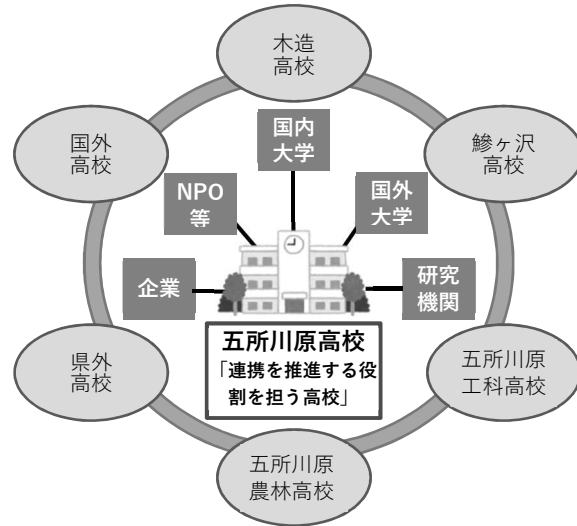 木造
高校
国外
高校
鰺ヶ沢
高校
国内
大学
NPO
等
国外
大学
企業
研究
機関
五所川原高校
「連携を推進する役
割を担う高校」
県外
高校
五所川原
工科高校
五所川原
農林高校